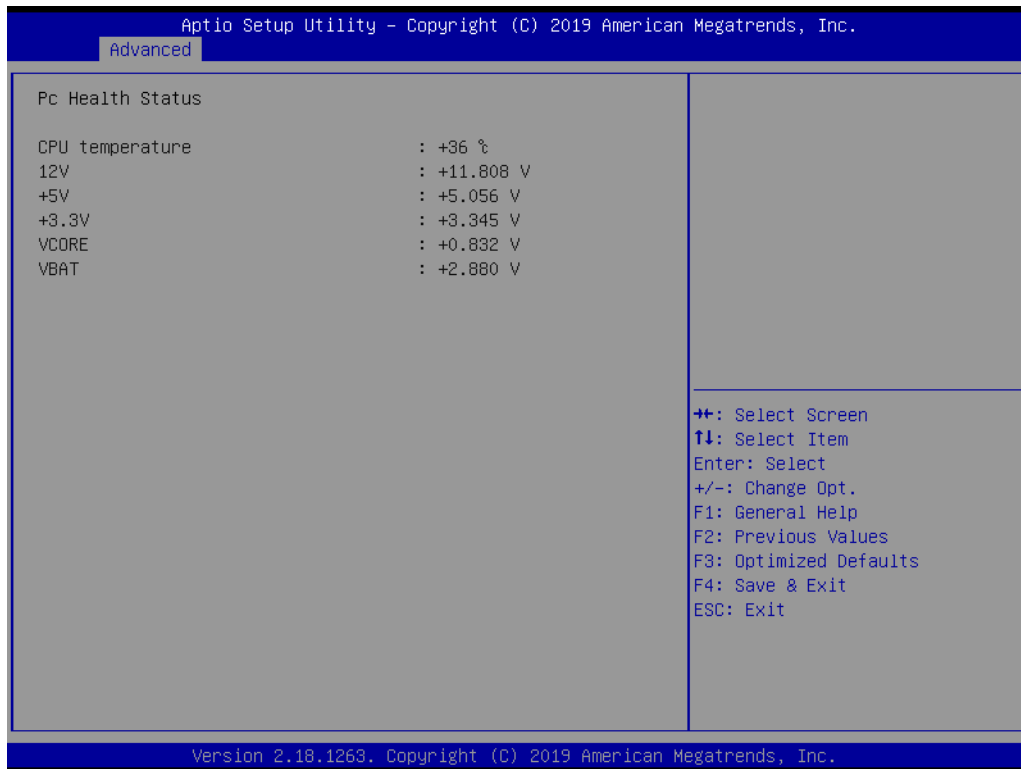 Aptio Setup Utility – Copyright (C) 2019 American Megatrends, Inc.
Advanced
Pc Health Status
CPU temperature : +36 ℃
12V : +11.808 V
+5V : +5.056 V
+3.3V : +3.345 V
VCORE : +0.832 V
VBAT : +2.880 V
→←: Select Screen
↑↓: Select Item
Enter: Select
+/-: Change Opt.
F1: General Help
F2: Previous Values
F3: Optimized Defaults
F4: Save & Exit
ESC: Exit
Version 2.18.1263. Copyright (C) 2019 American Megatrends, Inc.